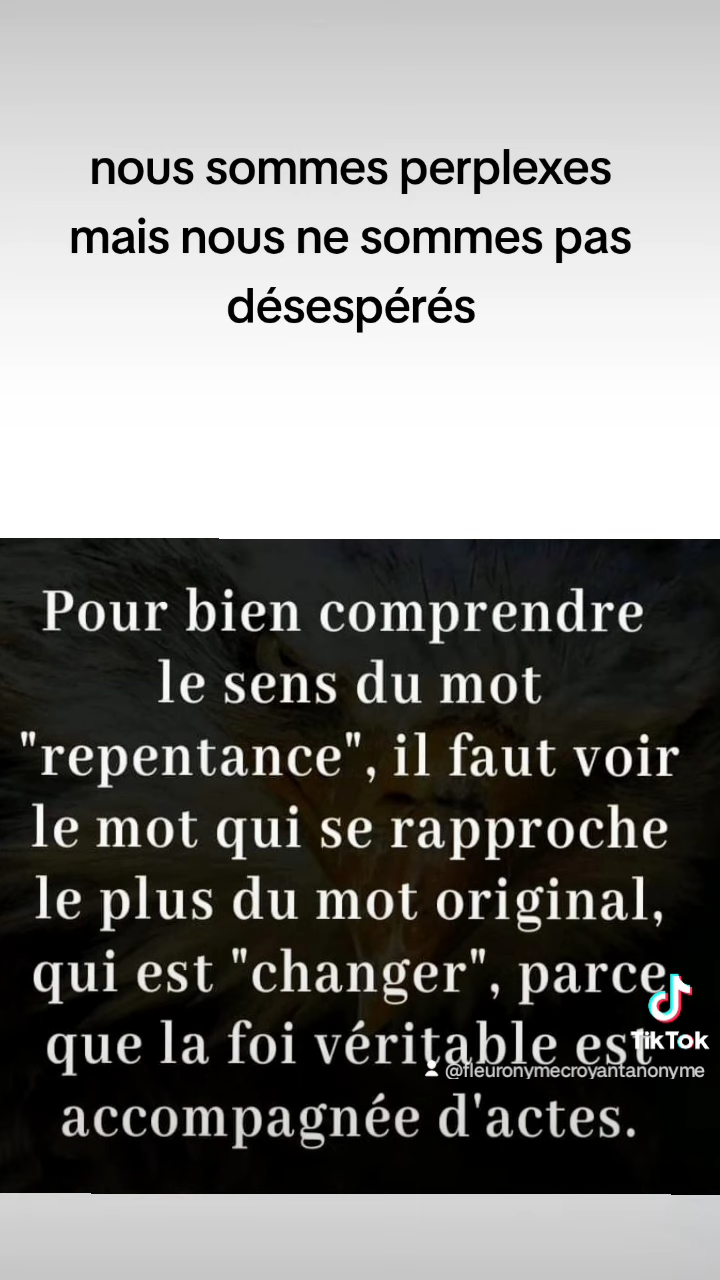 nous sommes perplexes
mais nous ne sommes pas
désespérés
Pour bien comprendre
le sens du mot
"repentance", il faut voir
le mot qui se rapproche
le plus du mot original,
qui est "changer", parce
que la foi véritable est
TikTok
@fleuronymecroyantanonyme
accompagnée d'actes.